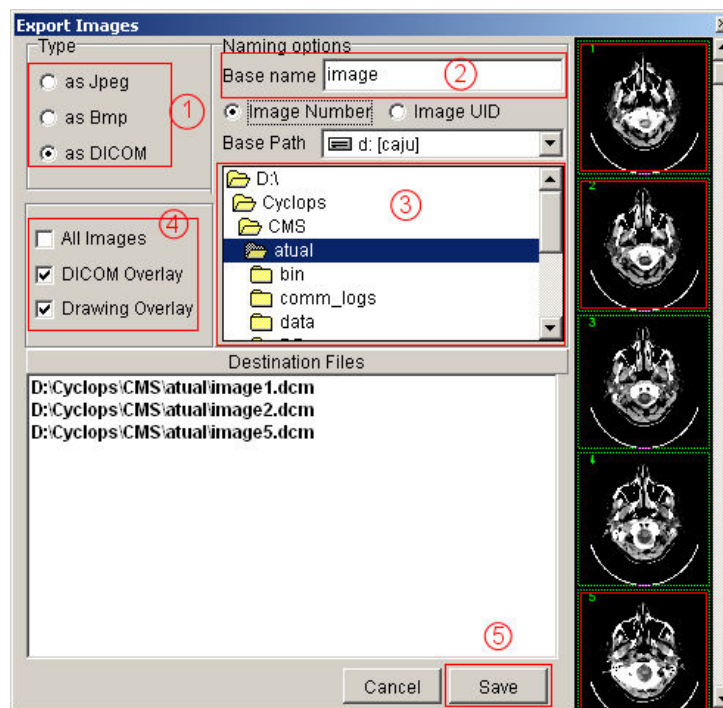 Export Images
Type
as Jpeg
as Bmp
as DICOM
1
Naming options
Base name image
2
Image Number Image UID
Base Path d: [caju]
D:\
Cyclops
CMS
atual
bin
comm_logs
data
3
4
All Images
DICOM Overlay
Drawing Overlay
Destination Files
D:\Cyclops\CMS\atual\image1.dcm
D:\Cyclops\CMS\atual\image2.dcm
D:\Cyclops\CMS\atual\image5.dcm
5
Cancel Save
1
2
3
4
5